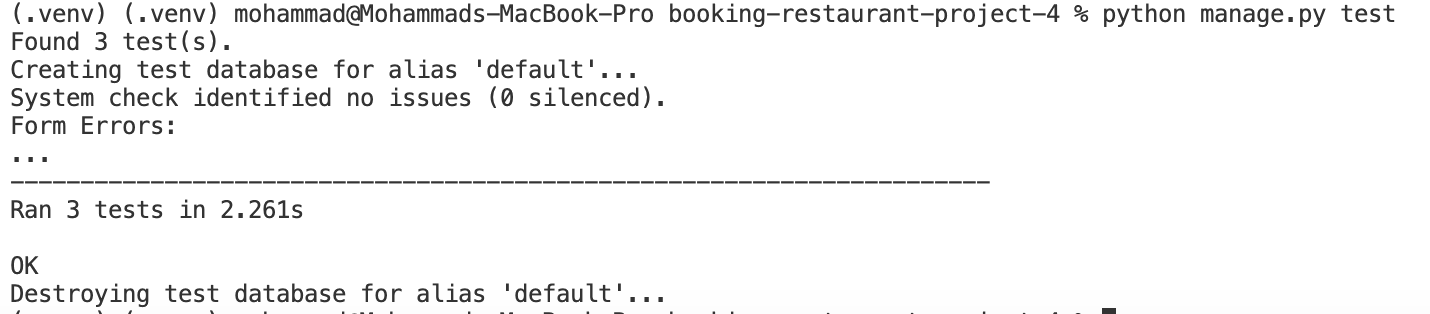 (.venv) (.venv) mohammad@Mohammads-MacBook-Pro booking-restaurant-project-4 % python manage.py test
Found 3 test(s).
Creating test database for alias 'default'...
System check identified no issues (0 silenced).
Form Errors:
...
----------------------------------------------------------------------
Ran 3 tests in 2.261s
OK
Destroying test database for alias 'default'...